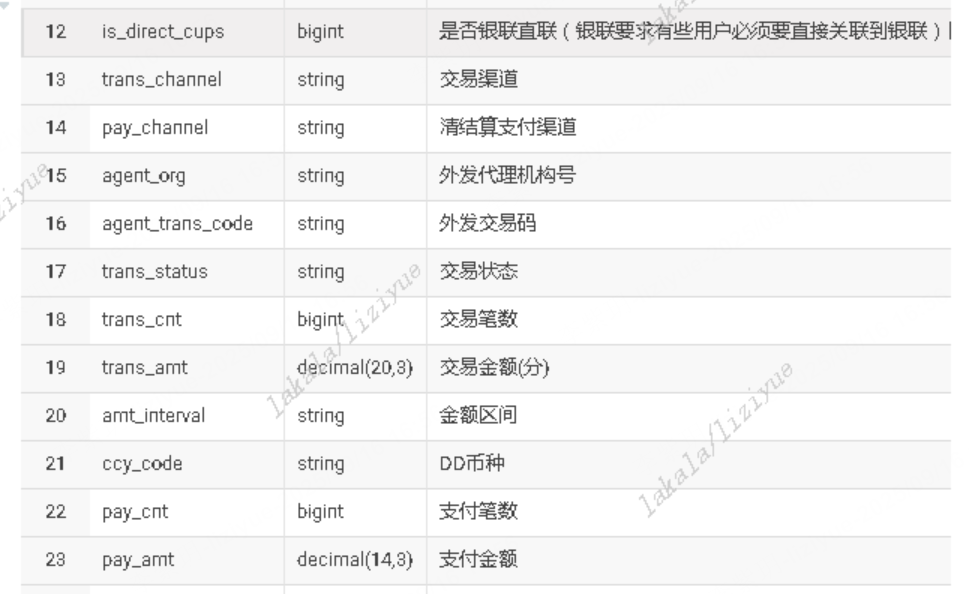 12 is_direct_cups bigint 是否银联直联（银联要求有些用户必须要直接关联到银联）
13 trans_channel string 交易渠道
14 pay_channel string 清结算支付渠道
15 agent_org string 外发代理机构号
16 agent_trans_code string 外发交易码
17 trans_status string 交易状态
18 trans_cnt bigint 交易笔数
19 trans_amt decimal(20,3) 交易金额(分)
20 amt_interval string 金额区间
21 ccy_code string DD币种
22 pay_cnt bigint 支付笔数
23 pay_amt decimal(14,3) 支付金额
lakala/liziyue
lakala/liziyue